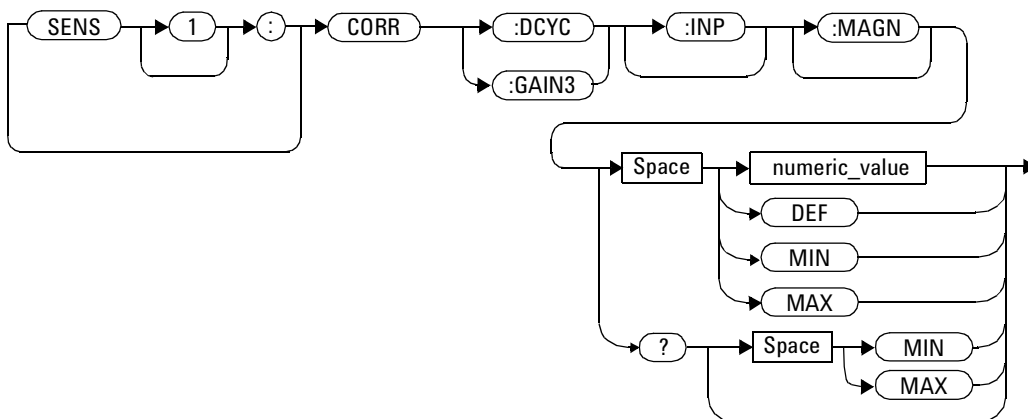 SENS
1
:
CORR
:DCYC
:GAIN3
:INP
:MAGN
Space
numeric_value
DEF
MIN
MAX
?
Space
MIN
MAX